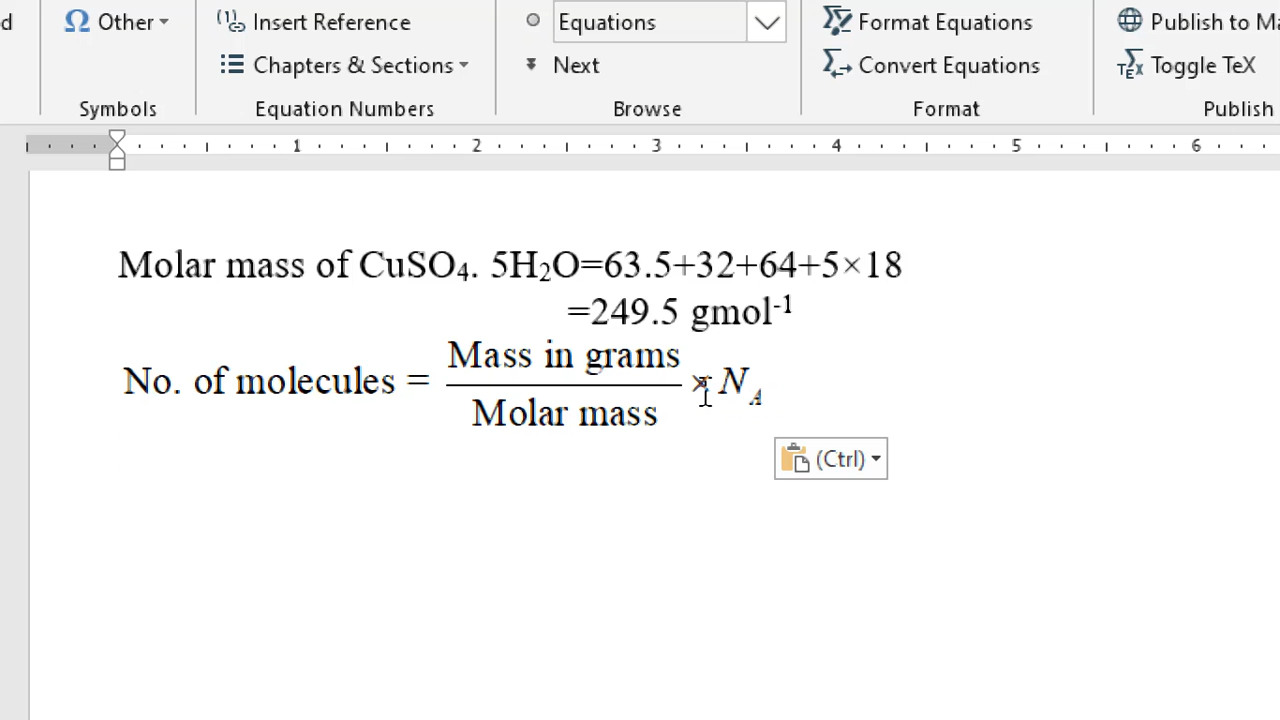 Other Insert Reference Equations Format Equations Publish to Ma
Chapters & Sections Next Convert Equations Toggle TeX
Symbols Equation Numbers Browse Format Publish
1 2 3 4 5 6
Molar mass of CuSO₄. 5H₂O=63.5+32+64+5×18
=249.5 gmol⁻¹
No. of molecules = Mass in grams / Molar mass × N_A
(Ctrl)